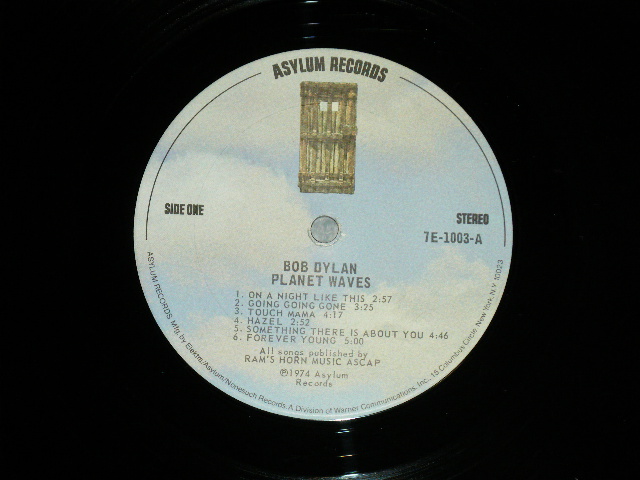 ASYLUM RECORDS
SIDE ONE
STEREO
7E-1003-A
BOB DYLAN
PLANET WAVES
1. ON A NIGHT LIKE THIS 2:57
2. GOING GOING GONE 3:25
3. TOUCH MAMA 4:17
4. HAZEL 2:52
5. SOMETHING THERE IS ABOUT YOU 4:46
6. FOREVER YOUNG 5:00
All songs published by
RAM'S HORN MUSIC ASCAP
℗1974 Asylum
Records
ASYLUM RECORDS, Mfg. by Elektra/Asylum/Nonesuch Records, A Division of Warner Communications, Inc., 15 Columbus Circle, New York, N.Y. 10023